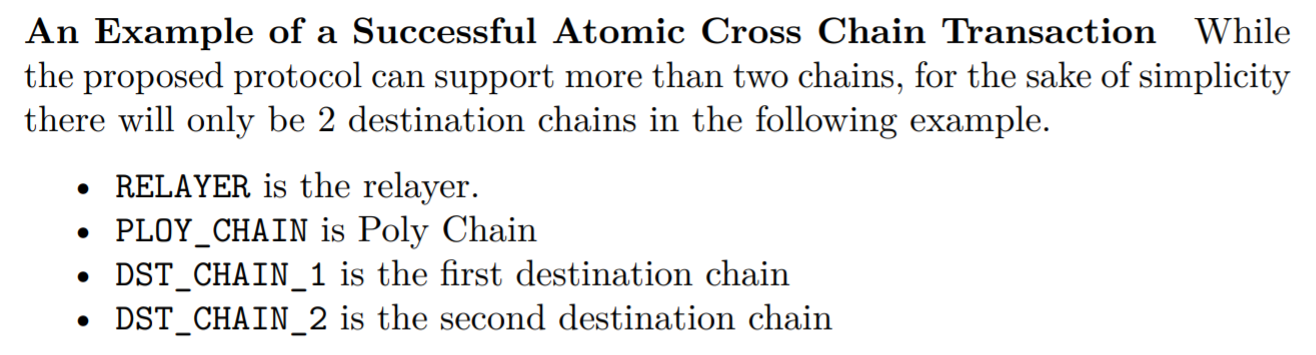 An Example of a Successful Atomic Cross Chain Transaction While
the proposed protocol can support more than two chains, for the sake of simplicity
there will only be 2 destination chains in the following example.
• RELAYER is the relayer.
• PLOY_CHAIN is Poly Chain
• DST_CHAIN_1 is the first destination chain
• DST_CHAIN_2 is the second destination chain